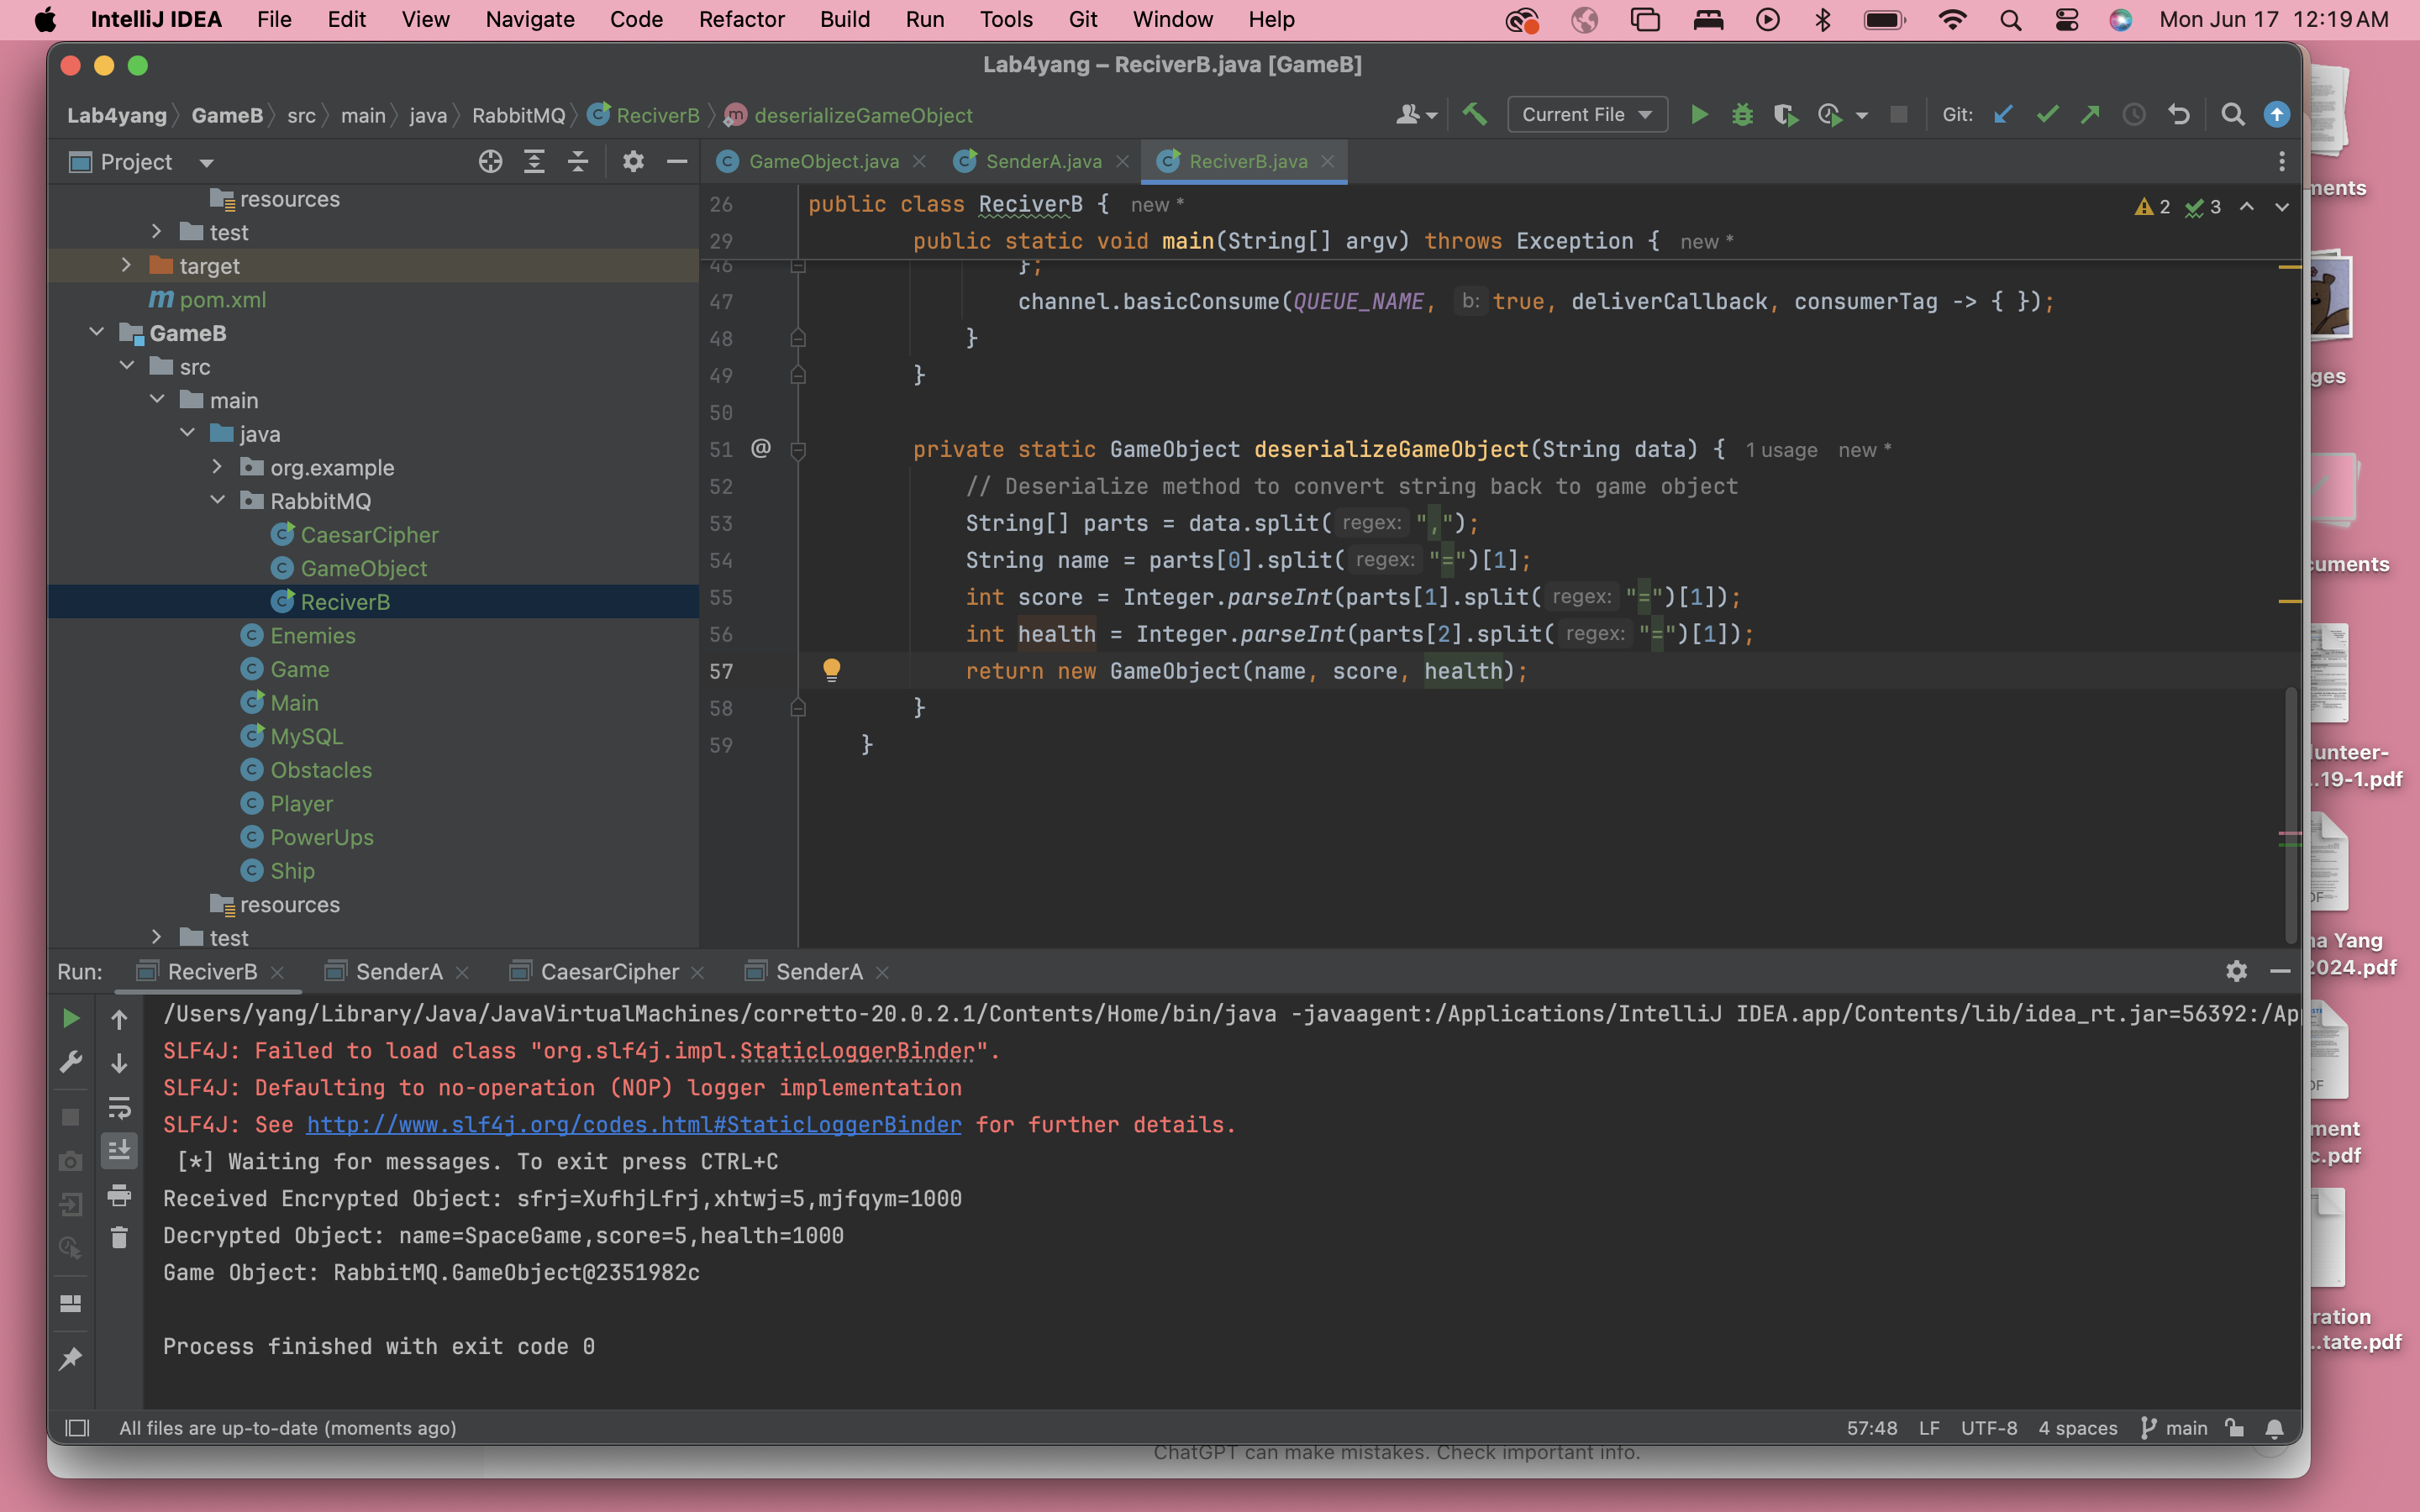 IntelliJ IDEA File Edit View Navigate Code Refactor Build Run Tools Git Window Help Mon Jun 17 12:19 AM
Lab4yang – ReciverB.java [GameB]
Lab4yang GameB src main java RabbitMQ ReciverB deserializeGameObject Current File Git:
Project
GameObject.java SenderA.java ReciverB.java
resources
test
target
pom.xml
GameB
src
main
java
org.example
RabbitMQ
CaesarCipher
GameObject
ReciverB
Enemies
Game
Main
MySQL
Obstacles
Player
PowerUps
Ship
resources
test
26 public class ReciverB { new * 2 3
29 public static void main(String[] argv) throws Exception { new *
46 };
47 channel.basicConsume(QUEUE_NAME, b: true, deliverCallback, consumerTag -> { });
48 }
49 }
50
51 @ private static GameObject deserializeGameObject(String data) { 1 usage new *
52 // Deserialize method to convert string back to game object
53 String[] parts = data.split( regex: ",");
54 String name = parts[0].split( regex: "=")[1];
55 int score = Integer.parseInt(parts[1].split( regex: "=")[1]);
56 int health = Integer.parseInt(parts[2].split( regex: "=")[1]);
57 return new GameObject(name, score, health);
58 }
59 }
Run: ReciverB SenderA CaesarCipher SenderA
/Users/yang/Library/Java/JavaVirtualMachines/corretto-20.0.2.1/Contents/Home/bin/java -javaagent:/Applications/IntelliJ IDEA.app/Contents/lib/idea_rt.jar=56392:/Ap
SLF4J: Failed to load class "org.slf4j.impl.StaticLoggerBinder".
SLF4J: Defaulting to no-operation (NOP) logger implementation
SLF4J: See http://www.slf4j.org/codes.html#StaticLoggerBinder for further details.
[*] Waiting for messages. To exit press CTRL+C
Received Encrypted Object: sfrj=XufhjLfrj,xhtwj=5,mjfqym=1000
Decrypted Object: name=SpaceGame,score=5,health=1000
Game Object: RabbitMQ.GameObject@2351982c
Process finished with exit code 0
All files are up-to-date (moments ago) 57:48 LF UTF-8 4 spaces main
ChatGPT can make mistakes. Check important info.
ments
ges
cuments
lunteer-
...19-1.pdf
na Yang
2024.pdf
ment
c.pdf
ration
...tate.pdf